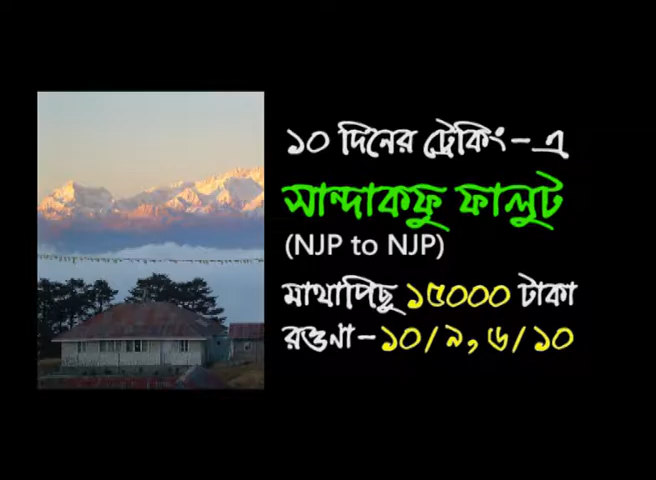 ১০ দিনের ট্রেকিং-এ
সান্দাকফু ফালুট
(NJP to NJP)
মাথাপিছু ১৫০০০ টাকা
রওনা-১০/৯, ৬/১০